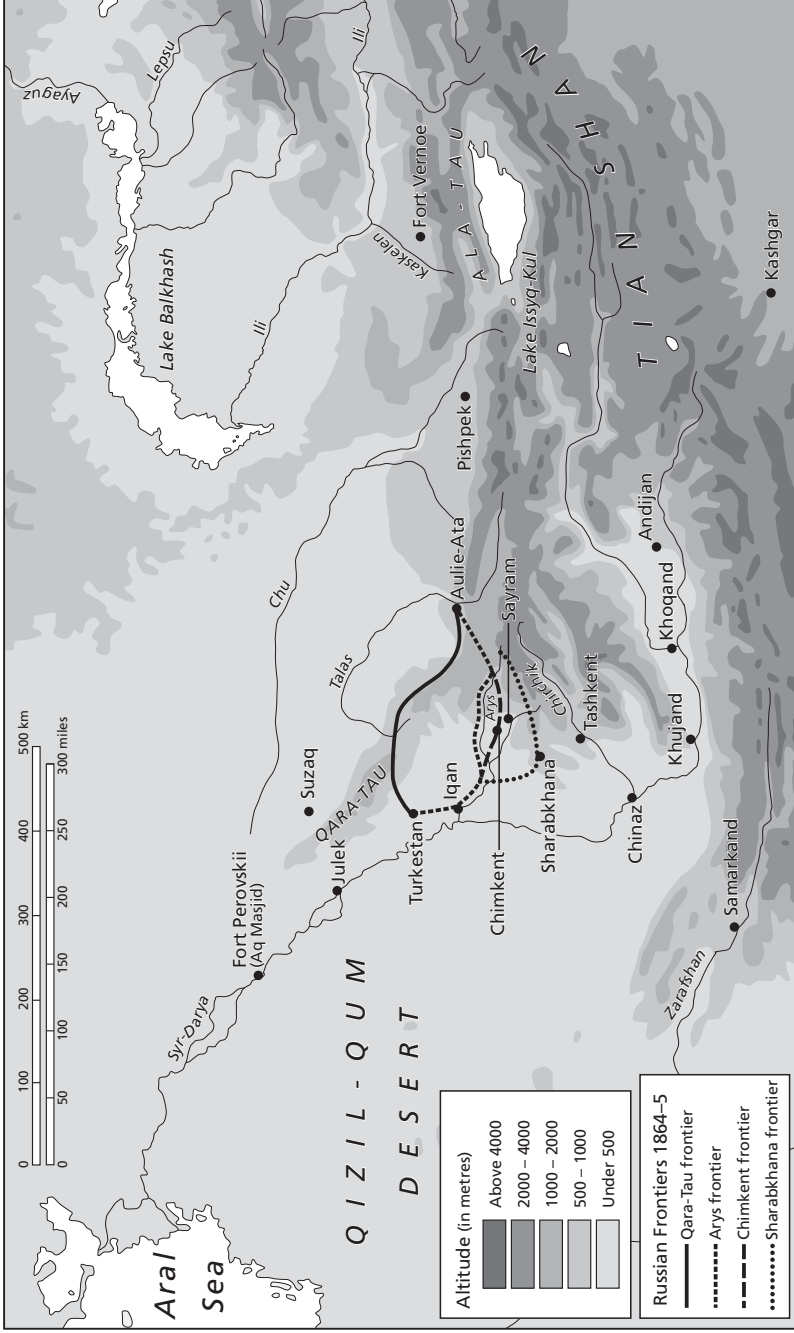 0
100
200
300
400
500 km
0
50
100
150
200
250
300 miles
Aral
Sea
Syr-Darya
Fort Perovskii
(Aq Masjid)
Suzaq
Julek
QARA-TAU
Chu
Talas
Turkestan
Iqan
Aulie-Ata
Arys
Sayram
Chimkent
Sharabkhana
Chirchik
Tashkent
Chinaz
Khujand
Khoqand
Andijan
Samarkand
Zarafshan
QIZIL-QUM
DESERT
Lake Balkhash
Ayaguz
Lepsu
Ili
Ili
Kaskelen
Fort Vernoe
ALA-TAU
Pishpek
Lake Issyq-Kul
TIAN SHAN
Kashgar
Altitude (in metres)
Above 4000
2000 – 4000
1000 – 2000
500 – 1000
Under 500
Russian Frontiers 1864–5
Qara-Tau frontier
Arys frontier
Chimkent frontier
Sharabkhana frontier